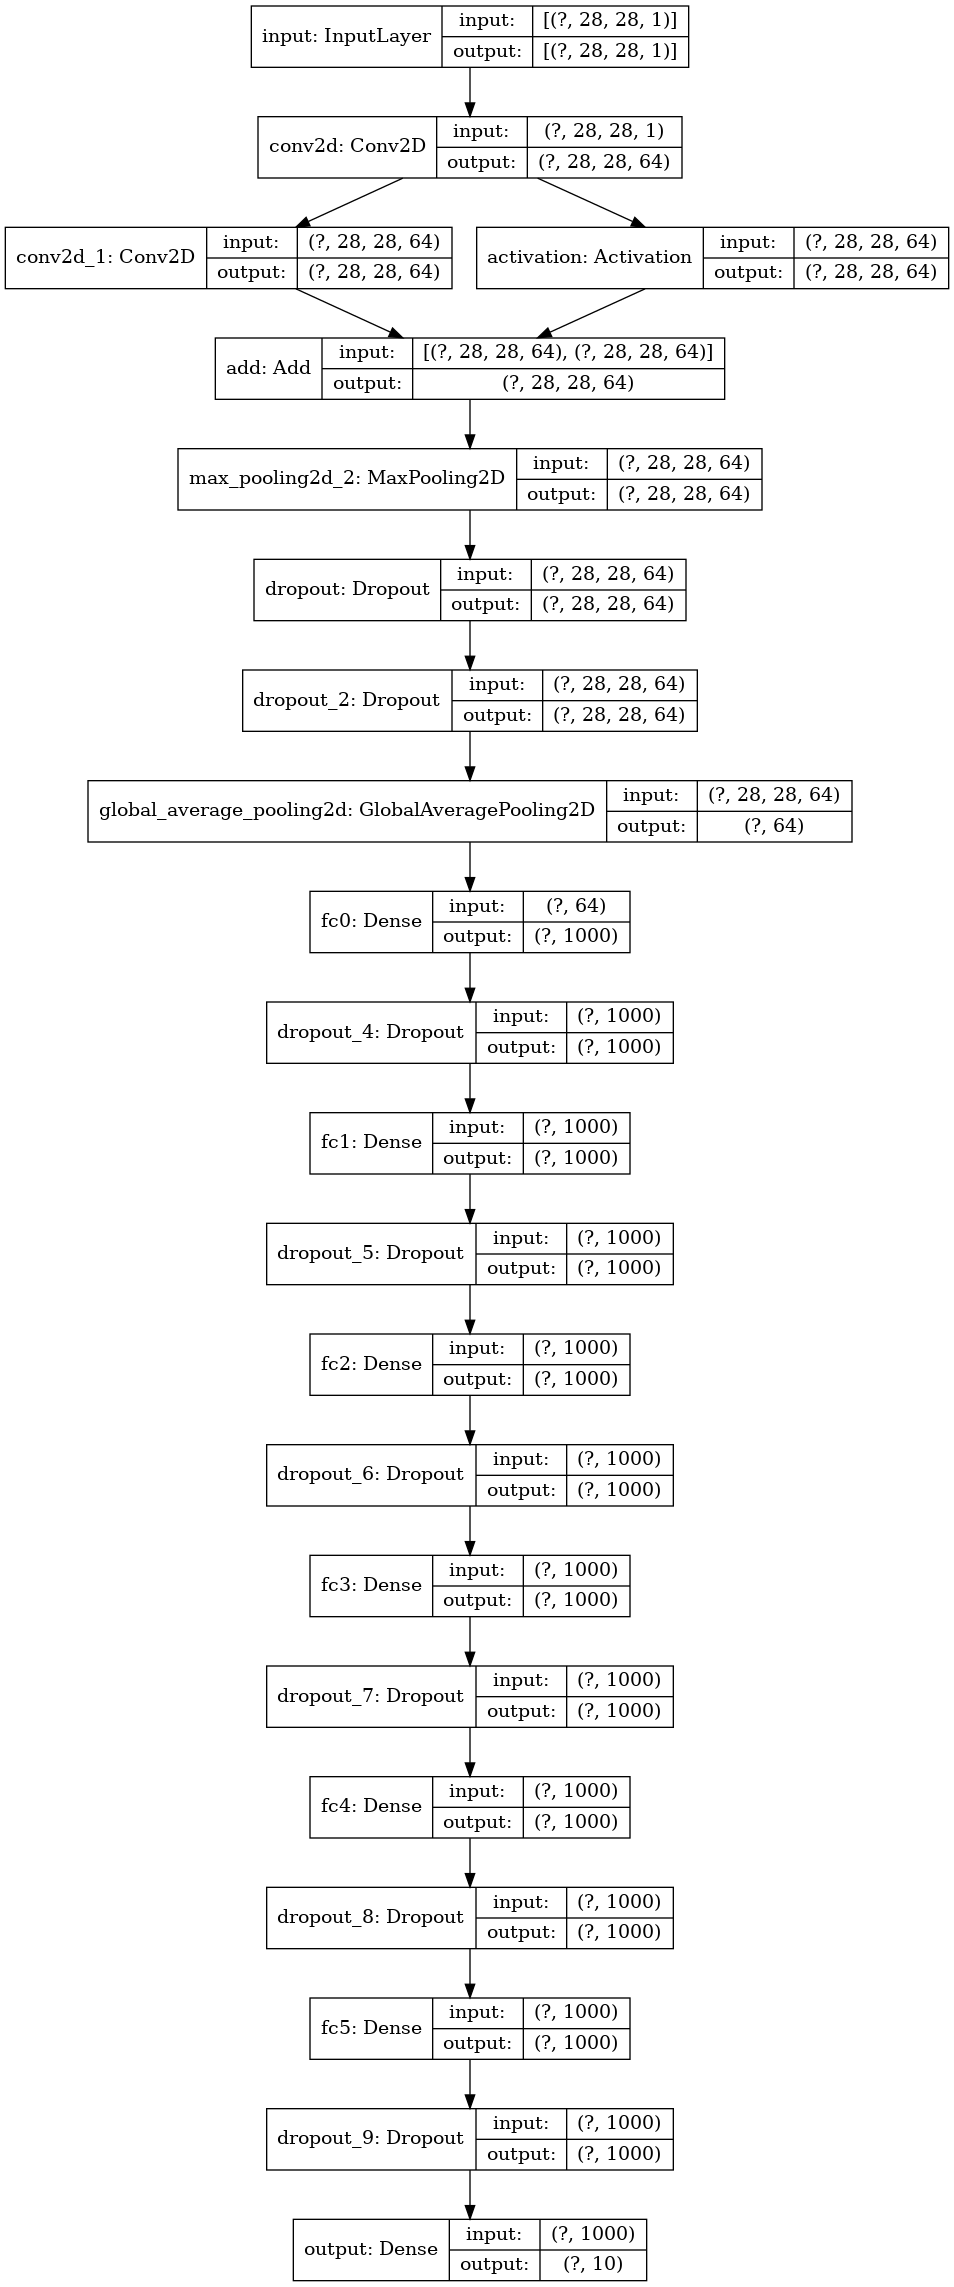 input: InputLayer
input: [(?, 28, 28, 1)]
output: [(?, 28, 28, 1)]
conv2d: Conv2D
input: (?, 28, 28, 1)
output: (?, 28, 28, 64)
conv2d_1: Conv2D
input: (?, 28, 28, 64)
output: (?, 28, 28, 64)
activation: Activation
input: (?, 28, 28, 64)
output: (?, 28, 28, 64)
add: Add
input: [(?, 28, 28, 64), (?, 28, 28, 64)]
output: (?, 28, 28, 64)
max_pooling2d_2: MaxPooling2D
input: (?, 28, 28, 64)
output: (?, 28, 28, 64)
dropout: Dropout
input: (?, 28, 28, 64)
output: (?, 28, 28, 64)
dropout_2: Dropout
input: (?, 28, 28, 64)
output: (?, 28, 28, 64)
global_average_pooling2d: GlobalAveragePooling2D
input: (?, 28, 28, 64)
output: (?, 64)
fc0: Dense
input: (?, 64)
output: (?, 1000)
dropout_4: Dropout
input: (?, 1000)
output: (?, 1000)
fc1: Dense
input: (?, 1000)
output: (?, 1000)
dropout_5: Dropout
input: (?, 1000)
output: (?, 1000)
fc2: Dense
input: (?, 1000)
output: (?, 1000)
dropout_6: Dropout
input: (?, 1000)
output: (?, 1000)
fc3: Dense
input: (?, 1000)
output: (?, 1000)
dropout_7: Dropout
input: (?, 1000)
output: (?, 1000)
fc4: Dense
input: (?, 1000)
output: (?, 1000)
dropout_8: Dropout
input: (?, 1000)
output: (?, 1000)
fc5: Dense
input: (?, 1000)
output: (?, 1000)
dropout_9: Dropout
input: (?, 1000)
output: (?, 1000)
output: Dense
input: (?, 1000)
output: (?, 10)